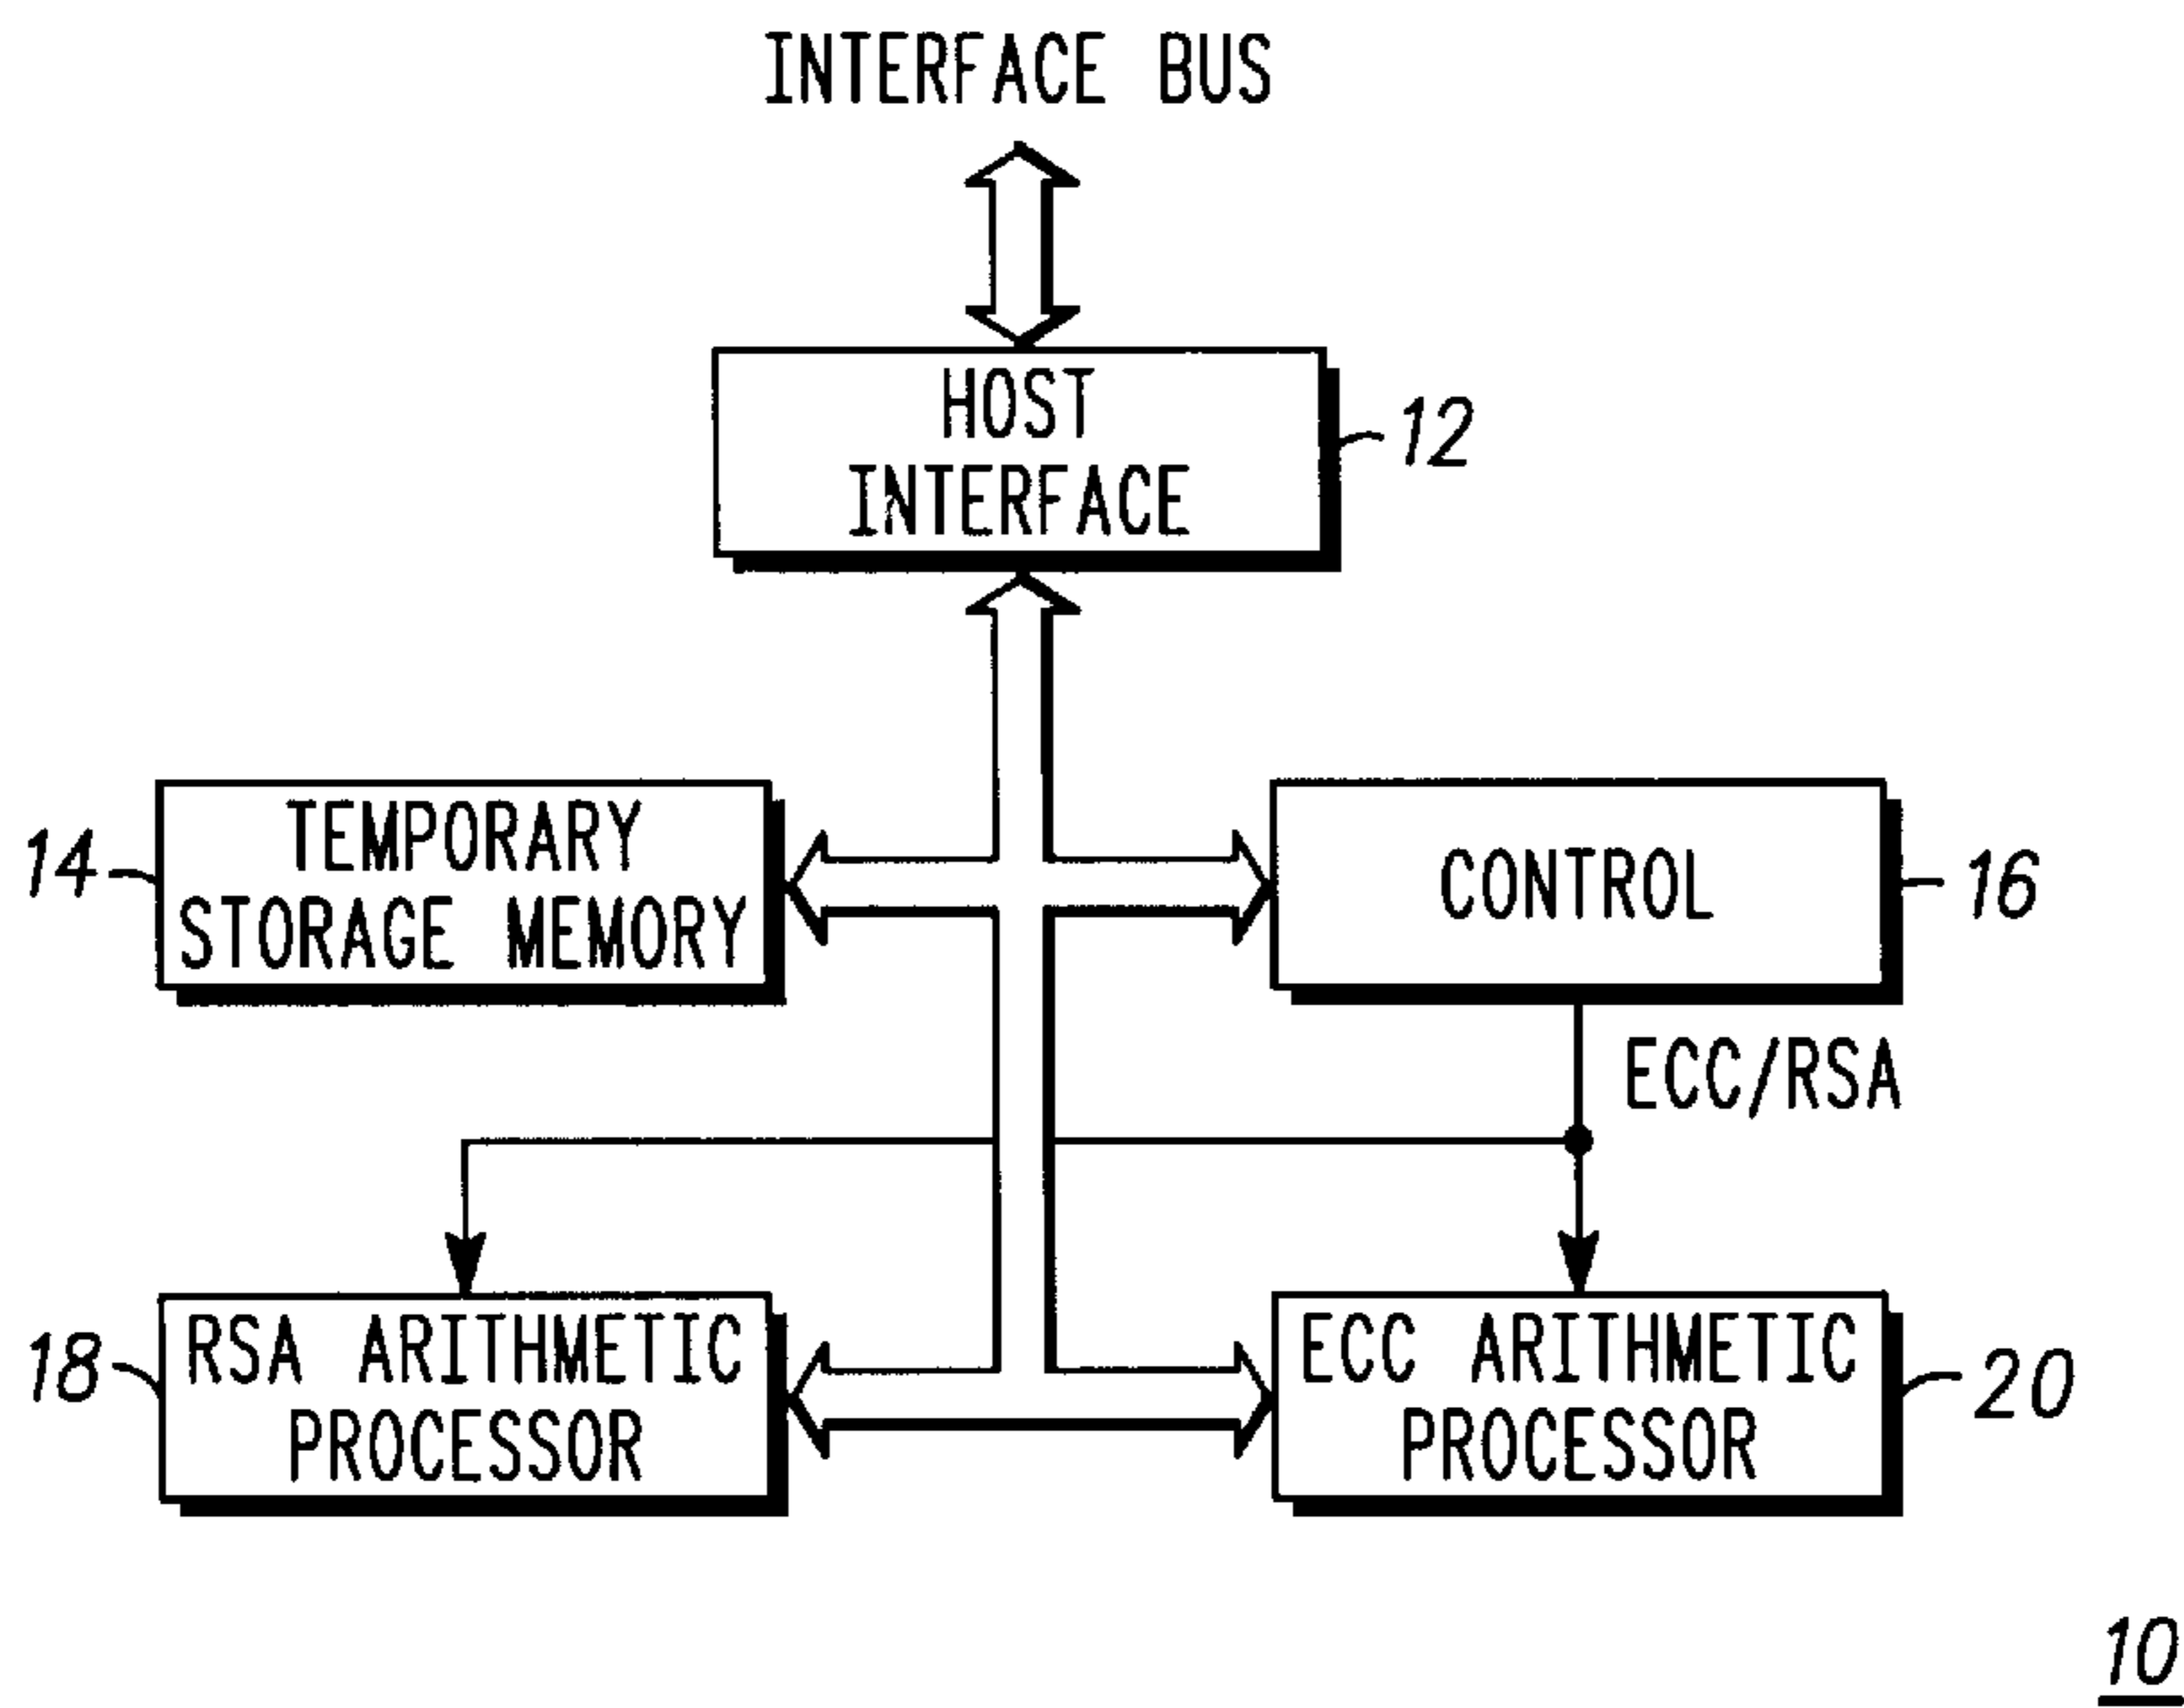 INTERFACE BUS
HOST
INTERFACE
12
TEMPORARY
STORAGE MEMORY
14
CONTROL
16
ECC/RSA
RSA ARITHMETIC
PROCESSOR
18
ECC ARITHMETIC
PROCESSOR
20
10